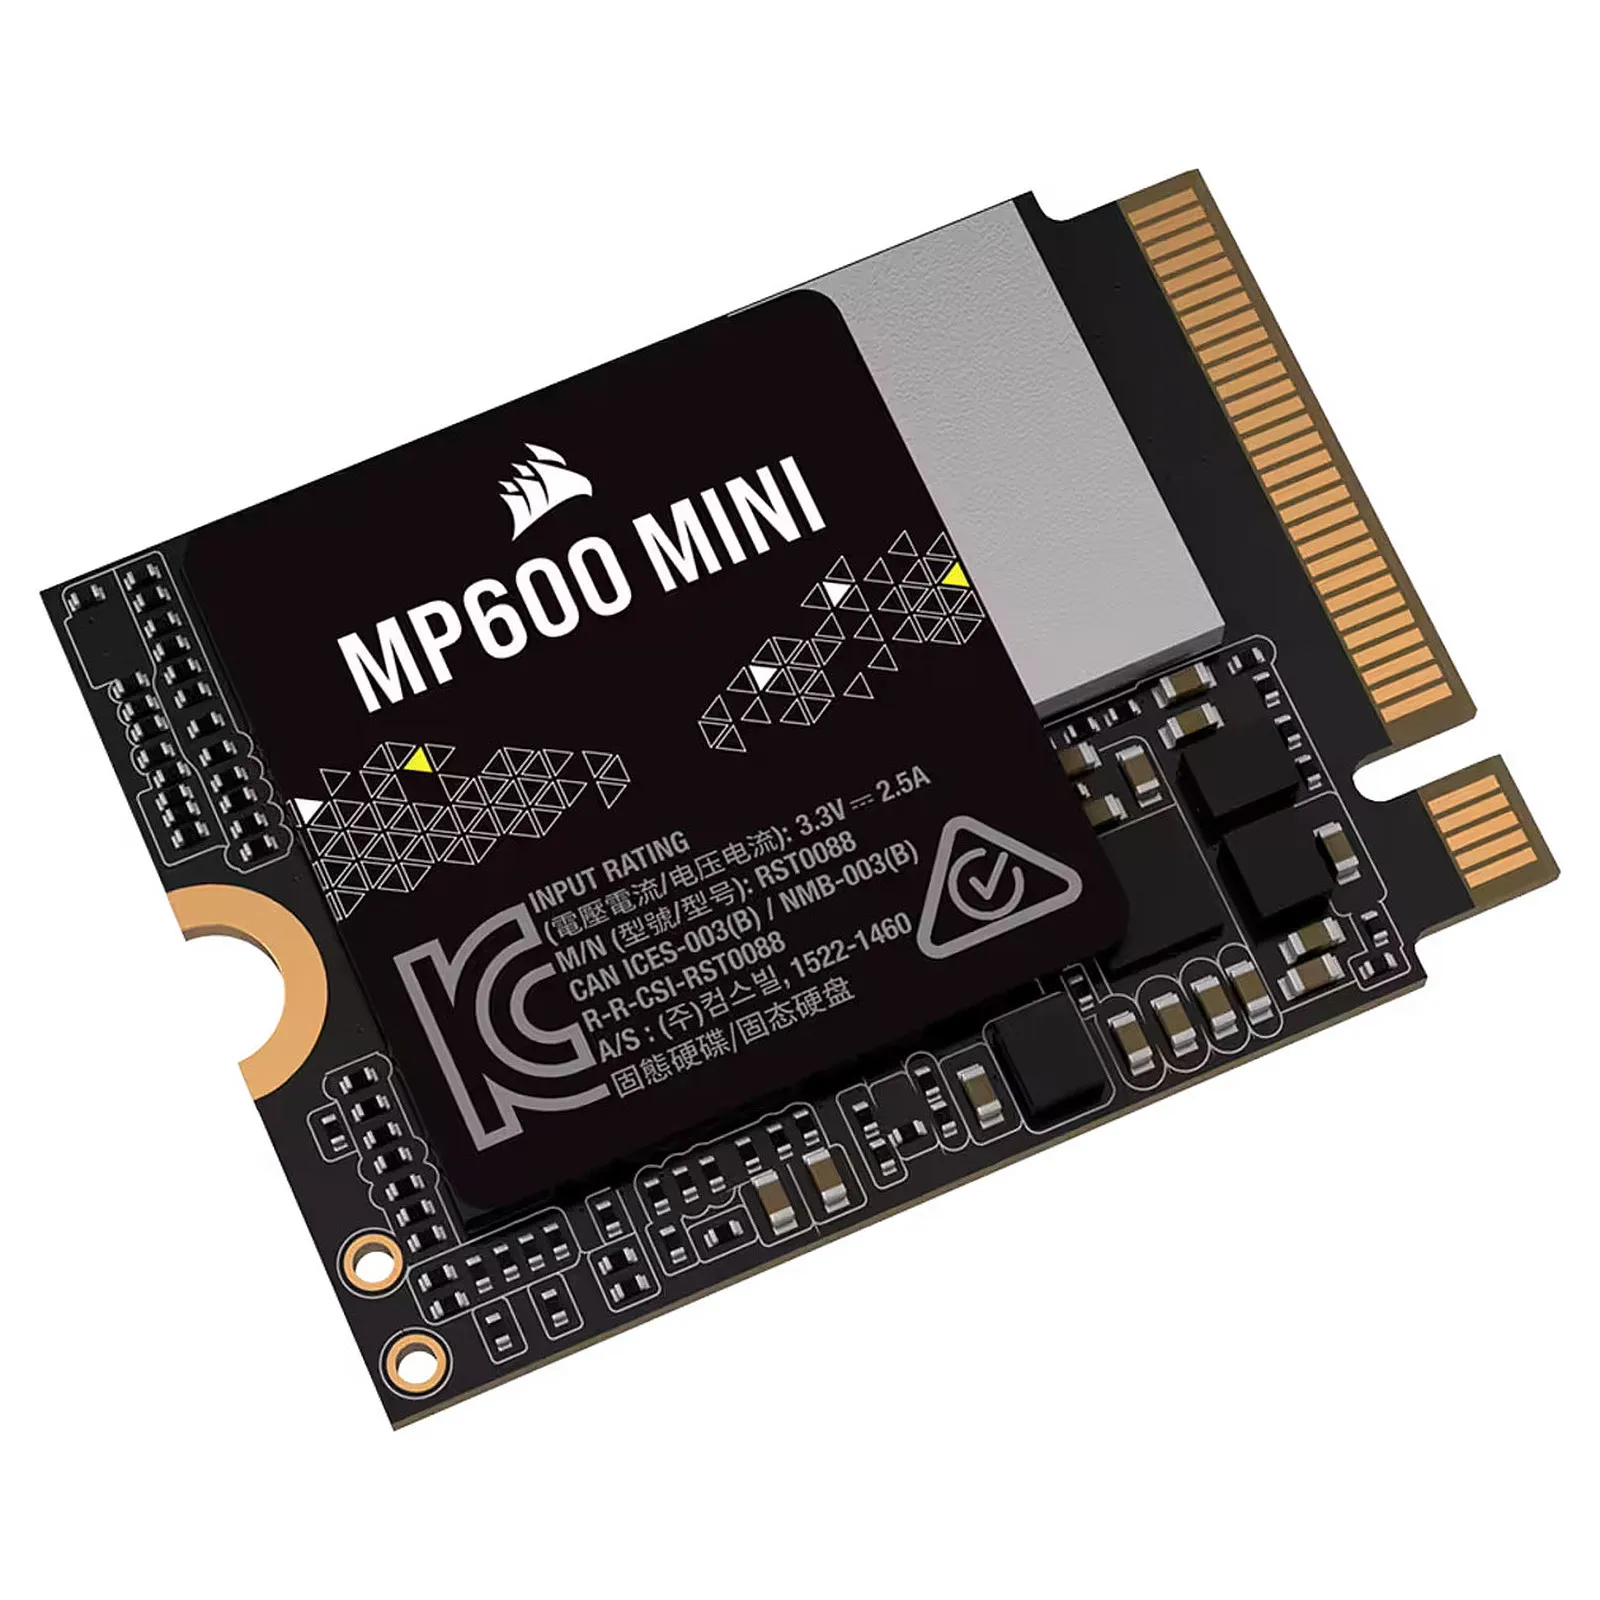 MP600 MINI
INPUT RATING
(電壓電流/电压电流): 3.3V ⎓ 2.5A
M/N (型號/型号): RST0088
CAN ICES-003(B) / NMB-003(B)
R-R-CSI-RST0088
A/S : (주)컴스빌, 1522-1460
固態硬碟/固态硬盘